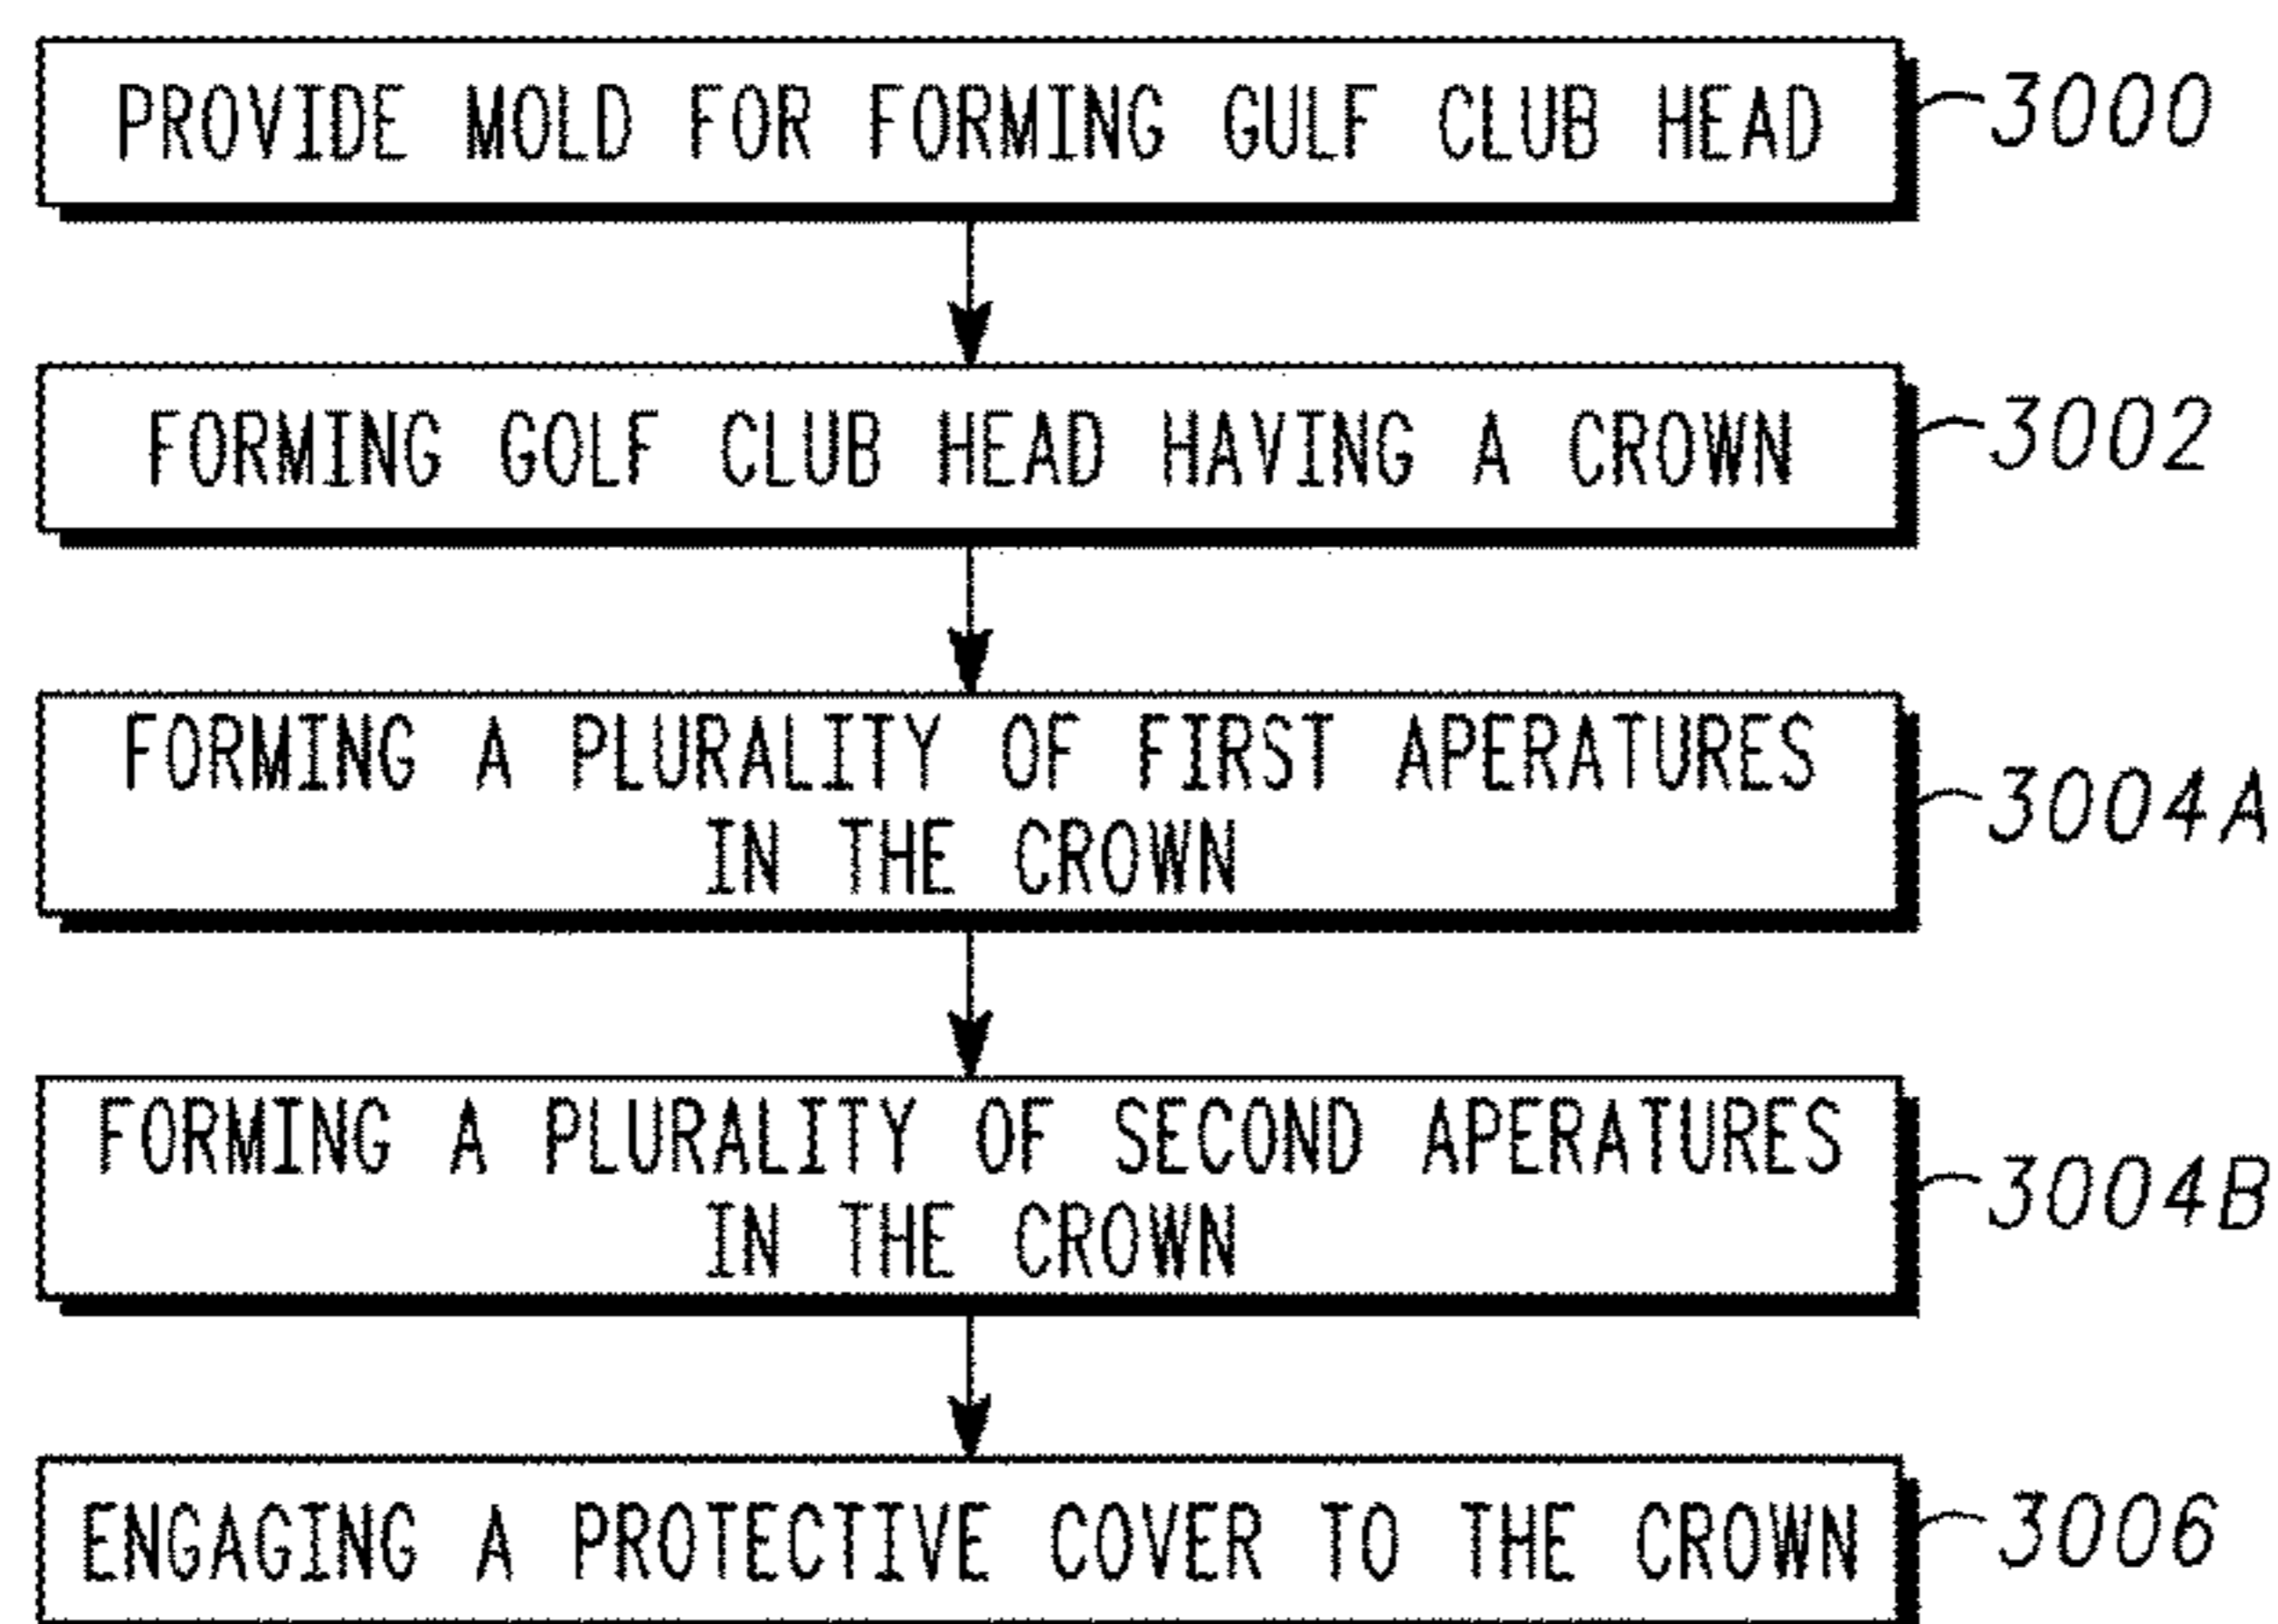 PROVIDE MOLD FOR FORMING GULF CLUB HEAD
3000
FORMING GOLF CLUB HEAD HAVING A CROWN
3002
FORMING A PLURALITY OF FIRST APERATURES
IN THE CROWN
3004A
FORMING A PLURALITY OF SECOND APERATURES
IN THE CROWN
3004B
ENGAGING A PROTECTIVE COVER TO THE CROWN
3006